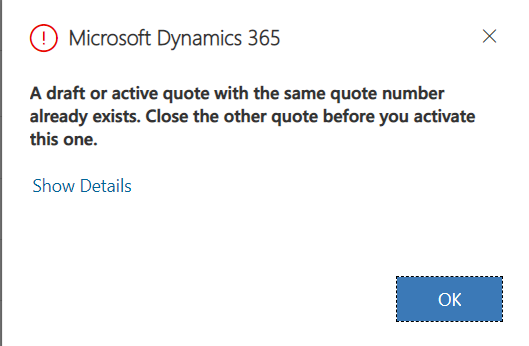 Microsoft Dynamics 365
A draft or active quote with the same quote number
already exists. Close the other quote before you activate
this one.
Show Details
OK